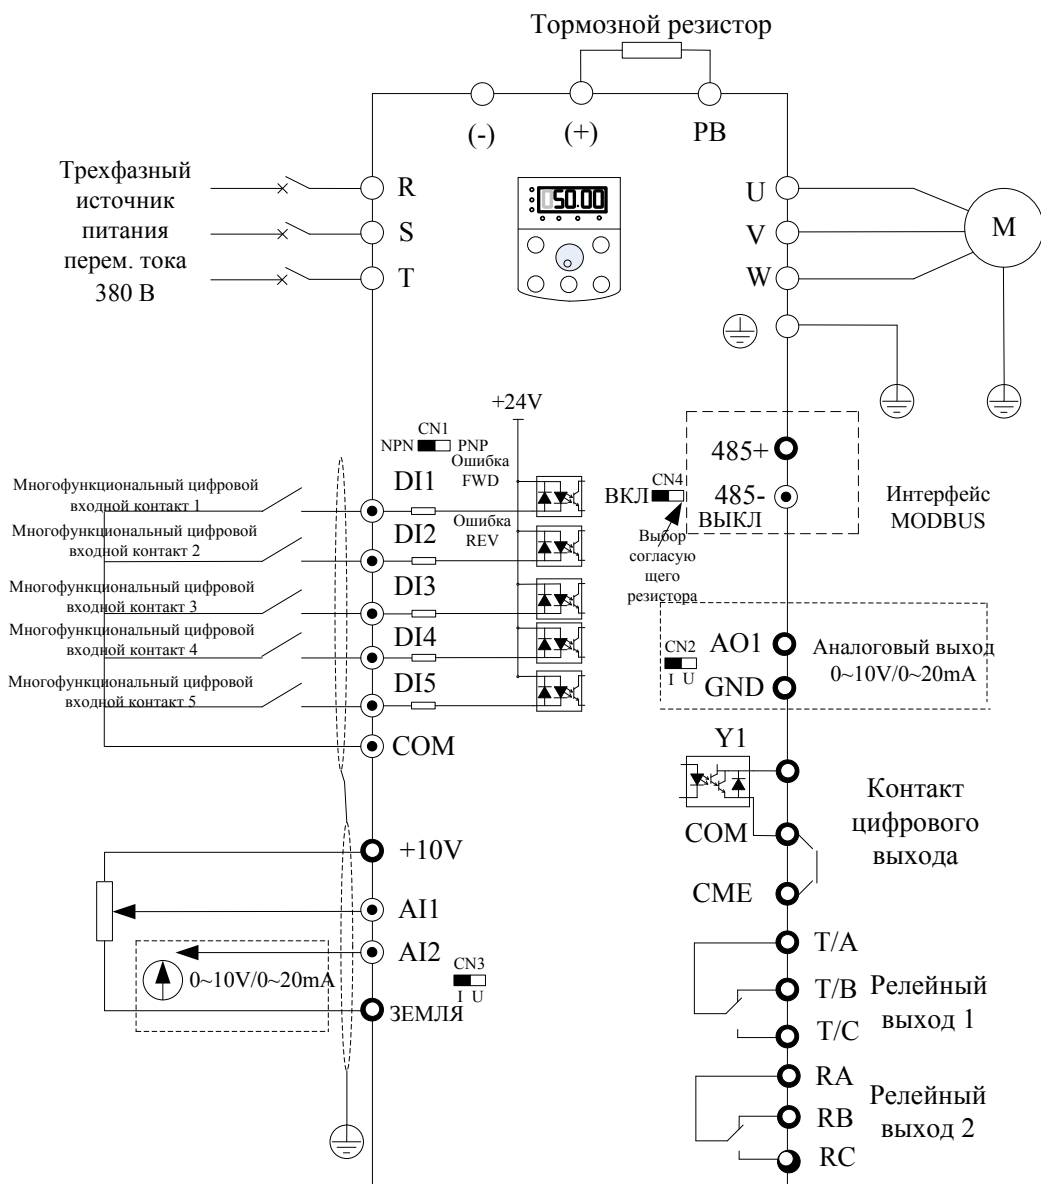 Тормозной резистор
(-)
(+)
PB
Трехфазный
источник
питания
перем. тока
380 В
R
S
T
50.00
U
V
W
M
+24V
CN1
NPN
PNP
Ошибка
FWD
Ошибка
REV
Многофункциональный цифровой
входной контакт 1
DI1
Многофункциональный цифровой
входной контакт 2
DI2
Многофункциональный цифровой
входной контакт 3
DI3
Многофункциональный цифровой
входной контакт 4
DI4
Многофункциональный цифровой
входной контакт 5
DI5
COM
485+
CN4
ВКЛ
485-
ВЫКЛ
Выбор
согласую
щего
резистора
Интерфейс
MODBUS
AO1
CN2
I U
GND
Аналоговый выход
0~10V/0~20mA
Y1
COM
CME
Контакт
цифрового
выхода
+10V
AI1
AI2
0~10V/0~20mA
CN3
I U
ЗЕМЛЯ
T/A
T/B
T/C
Релейный
выход 1
RA
RB
RC
Релейный
выход 2